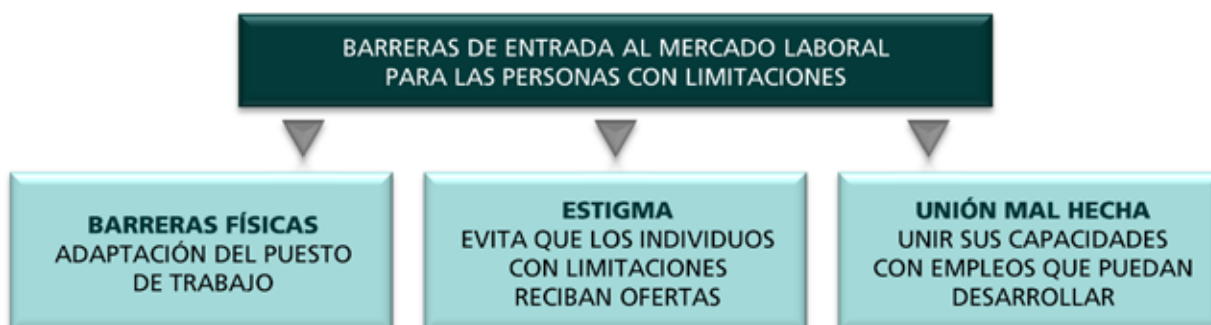 BARRERAS DE ENTRADA AL MERCADO LABORAL
PARA LAS PERSONAS CON LIMITACIONES
BARRERAS FÍSICAS
ADAPTACIÓN DEL PUESTO
DE TRABAJO
ESTIGMA
EVITA QUE LOS INDIVIDUOS
CON LIMITACIONES
RECIBAN OFERTAS
UNIÓN MAL HECHA
UNIR SUS CAPACIDADES
CON EMPLEOS QUE PUEDAN
DESARROLLAR